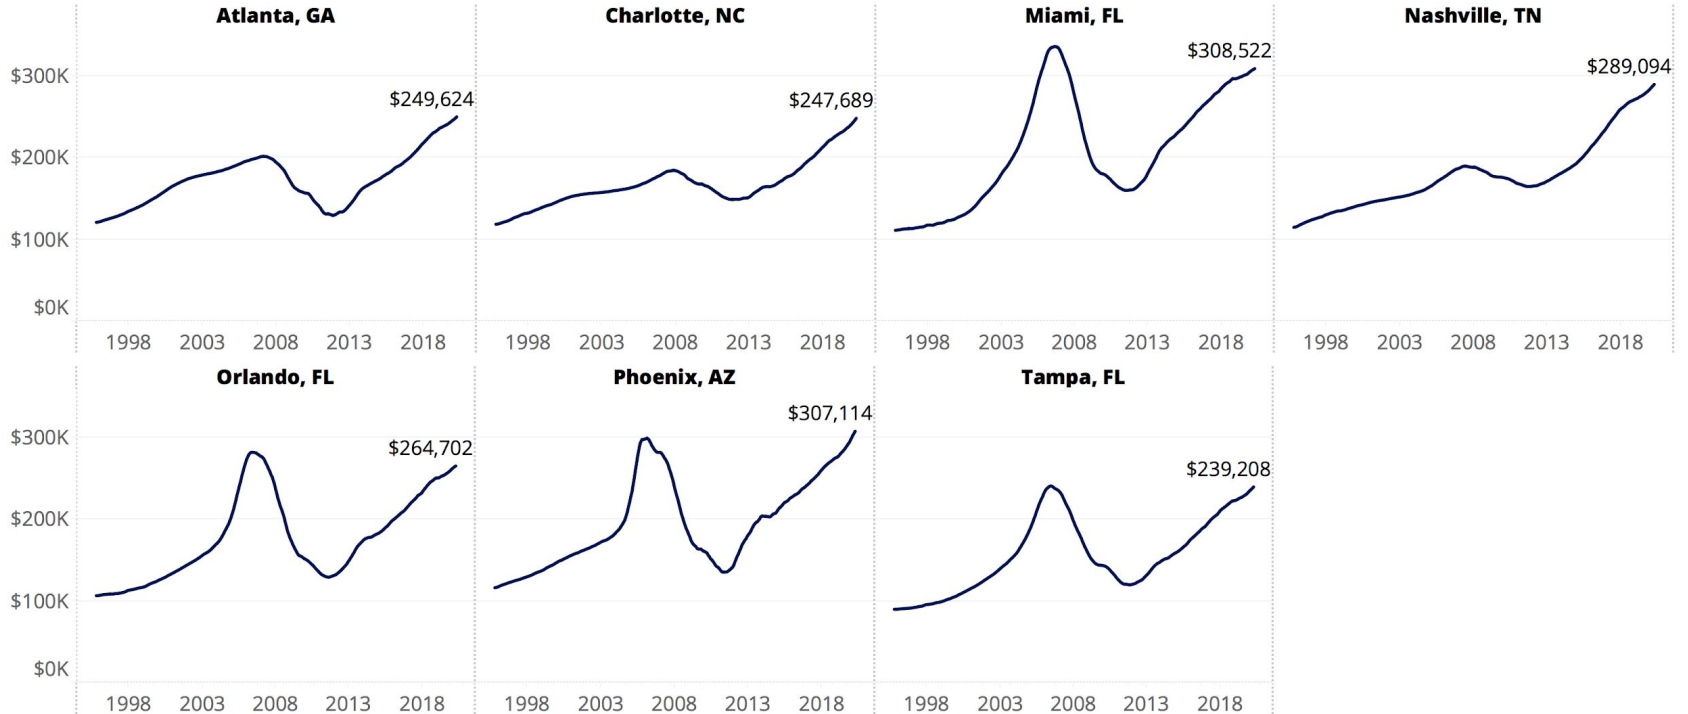 Atlanta, GA
Charlotte, NC
Miami, FL
Nashville, TN
$300K
$200K
$100K
$0K
$249,624
$247,689
$308,522
$289,094
1998 2003 2008 2013 2018
1998 2003 2008 2013 2018
1998 2003 2008 2013 2018
1998 2003 2008 2013 2018
Orlando, FL
Phoenix, AZ
Tampa, FL
$300K
$200K
$100K
$0K
$264,702
$307,114
$239,208
1998 2003 2008 2013 2018
1998 2003 2008 2013 2018
1998 2003 2008 2013 2018